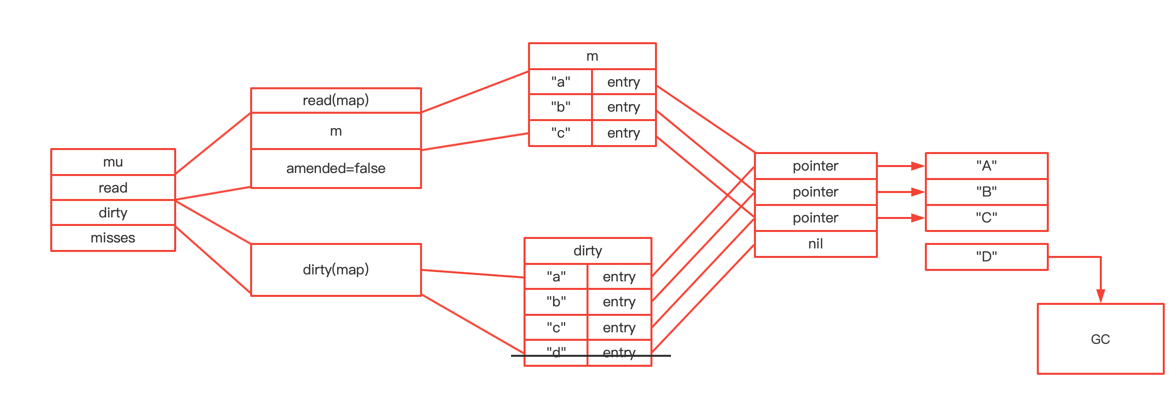 mu
read
dirty
misses
read(map)
m
amended=false
dirty(map)
m
"a" entry
"b" entry
"c" entry
dirty
"a" entry
"b" entry
"c" entry
"d" entry
pointer
pointer
pointer
nil
"A"
"B"
"C"
"D"
GC